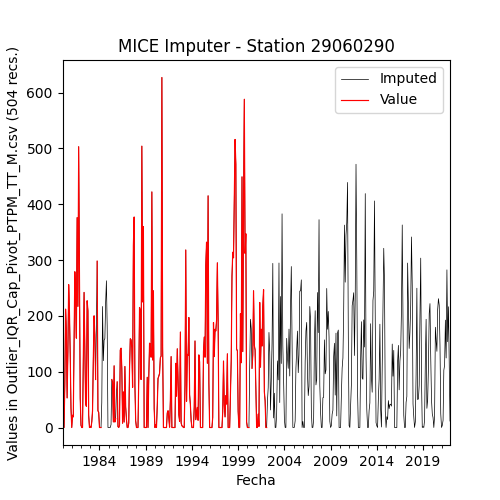 MICE Imputer - Station 29060290
Imputed
Value
Values in Outlier_IQR_Cap_Pivot_PTPM_TT_M.csv (504 recs.)
600
500
400
300
200
100
0
1984 1989 1994 1999 2004 2009 2014 2019
Fecha